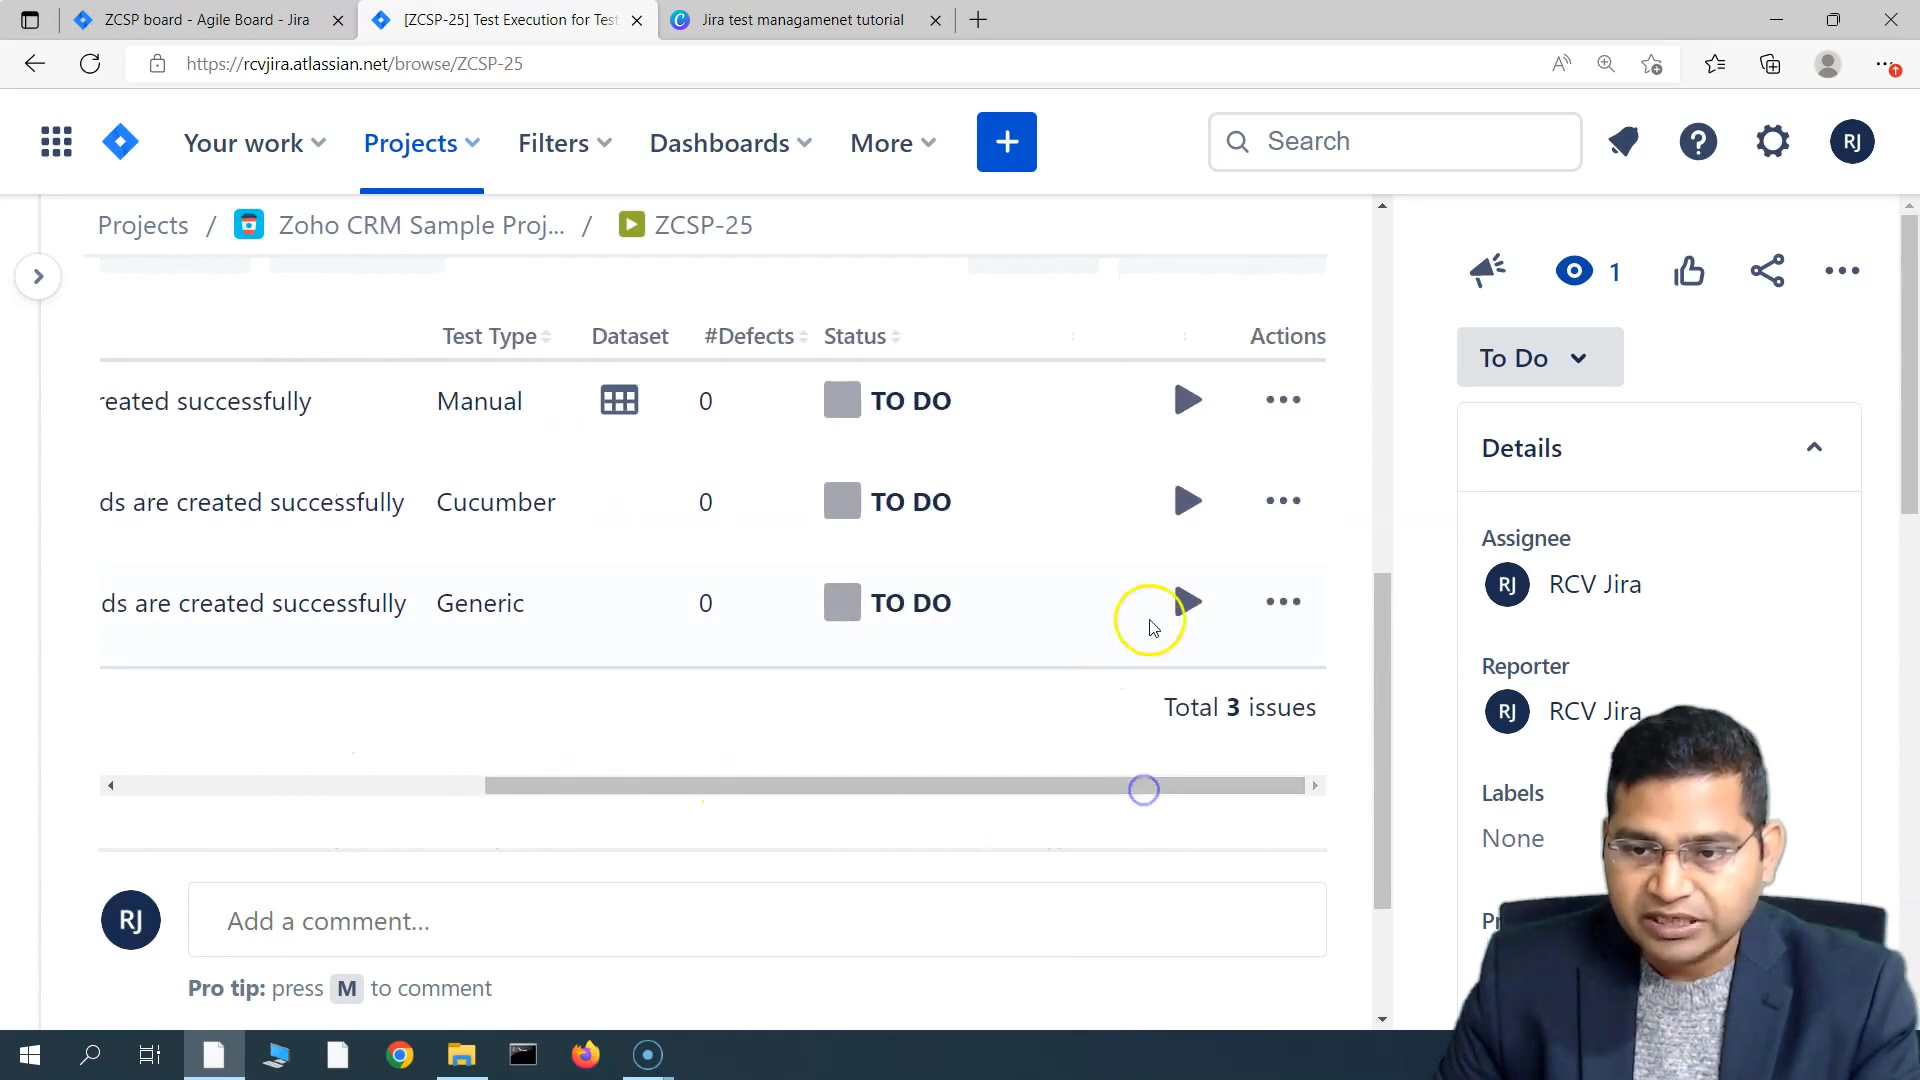 ZCSP board - Agile Board - Jira
[ZCSP-25] Test Execution for Test
Jira test managamenet tutorial
https://rcvjira.atlassian.net/browse/ZCSP-25
Your work
Projects
Filters
Dashboards
More
Search
RJ
Projects / Zoho CRM Sample Proj... / ZCSP-25
1
To Do
Test Type
Dataset
#Defects
Status
Actions
reated successfully Manual 0 TO DO
ds are created successfully Cucumber 0 TO DO
ds are created successfully Generic 0 TO DO
Total 3 issues
Details
Assignee
RJ RCV Jira
Reporter
RJ RCV Jira
Labels
None
RJ
Add a comment...
Pro tip: press M to comment